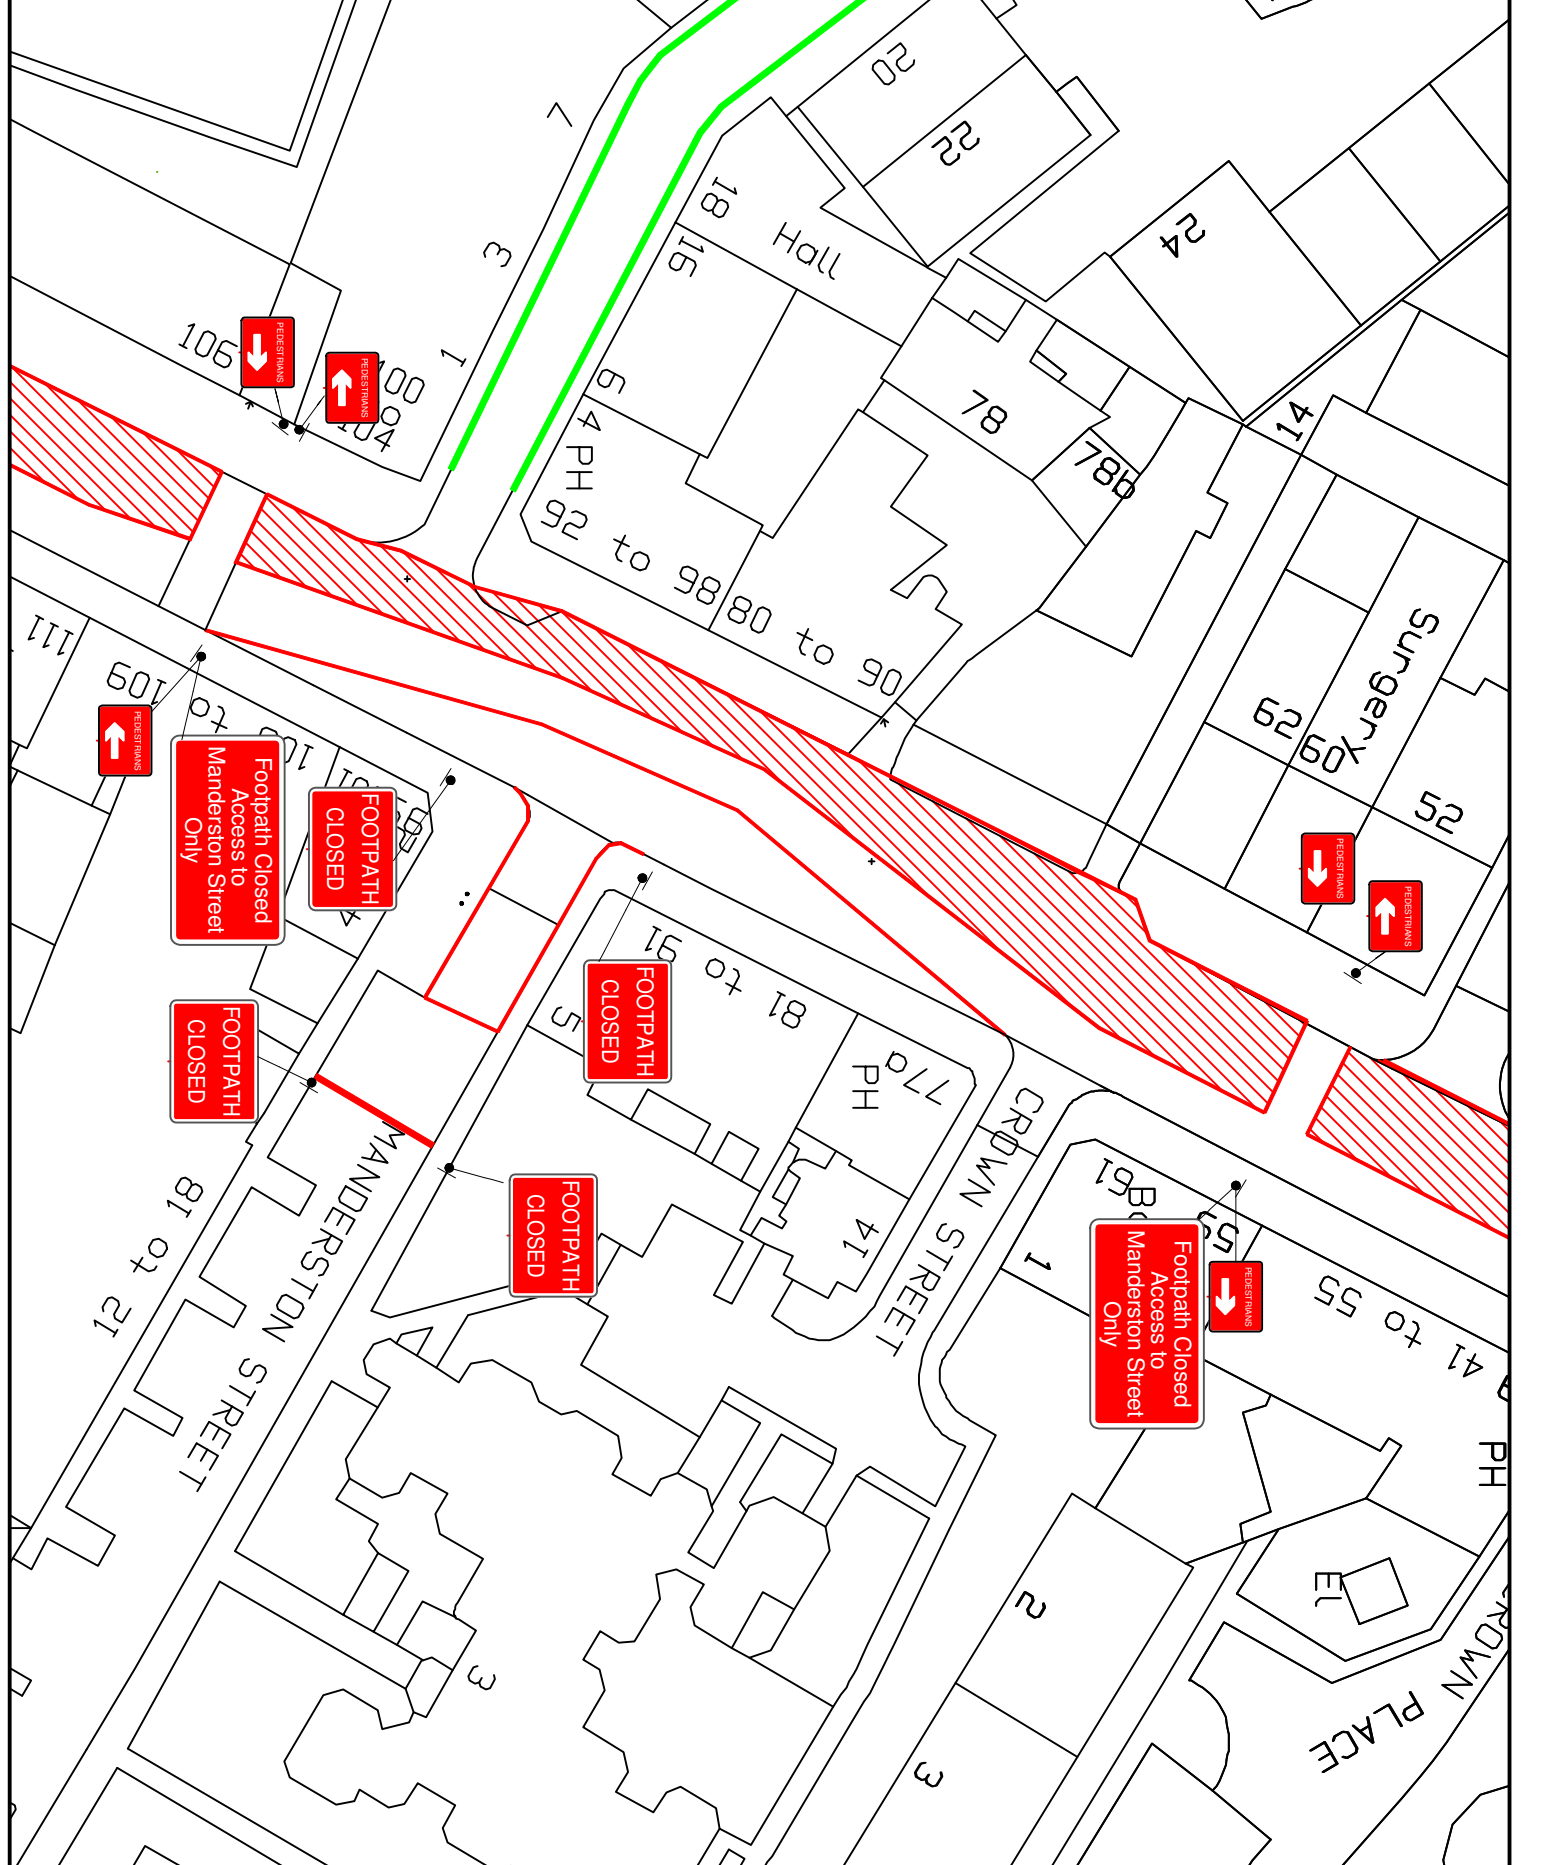 20
22
24
7
18
16
Hall
3
1
106
PEDESTRIANS
PEDESTRIANS
100
104
6
4 PH
92 to 98
80 to 90
78
78b
14
Surgery
62
60
52
PEDESTRIANS
PEDESTRIANS
111
109
to
PEDESTRIANS
Footpath Closed
Access to
Manderston Street
Only
FOOTPATH
CLOSED
4
FOOTPATH
CLOSED
FOOTPATH
CLOSED
FOOTPATH
CLOSED
81 to 91
5
77a
PH
14
CROWN STREET
MANDERSTON STREET
12 to 18
61
59
1
Footpath Closed
Access to
Manderston Street
Only
PEDESTRIANS
41 to 55
PH
El
CROWN PLACE
2
3
3